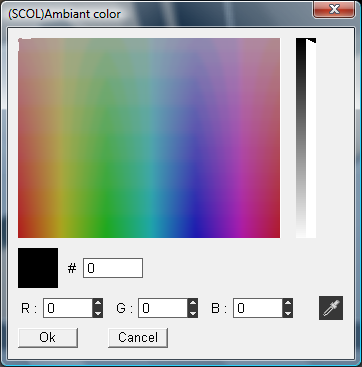 (SCOL)Ambiant color
# 0
R : 0 G : 0 B : 0
Ok Cancel